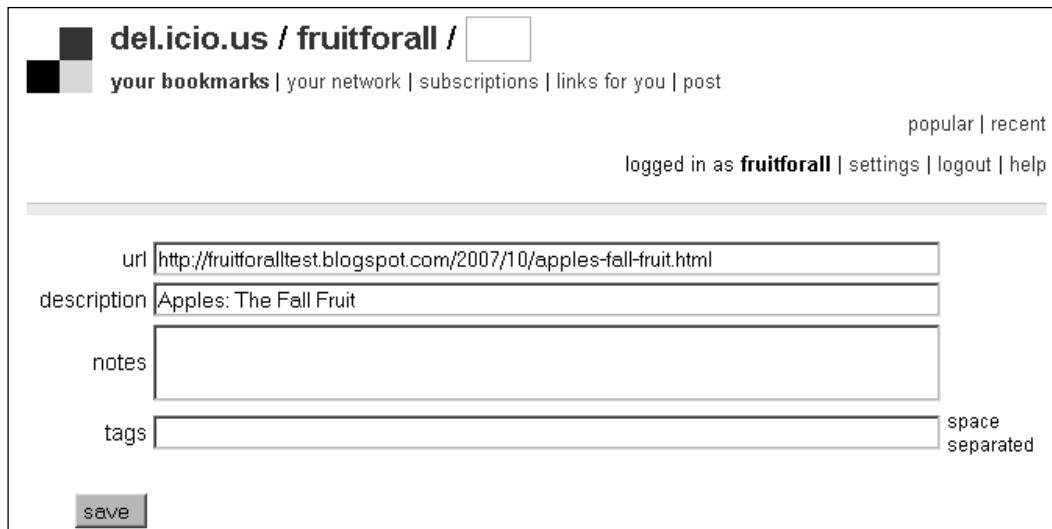 del.icio.us / fruitforall /
your bookmarks | your network | subscriptions | links for you | post
popular | recent
logged in as fruitforall | settings | logout | help
url http://fruitforalltest.blogspot.com/2007/10/apples-fall-fruit.html
description Apples: The Fall Fruit
notes
tags
space
separated
save